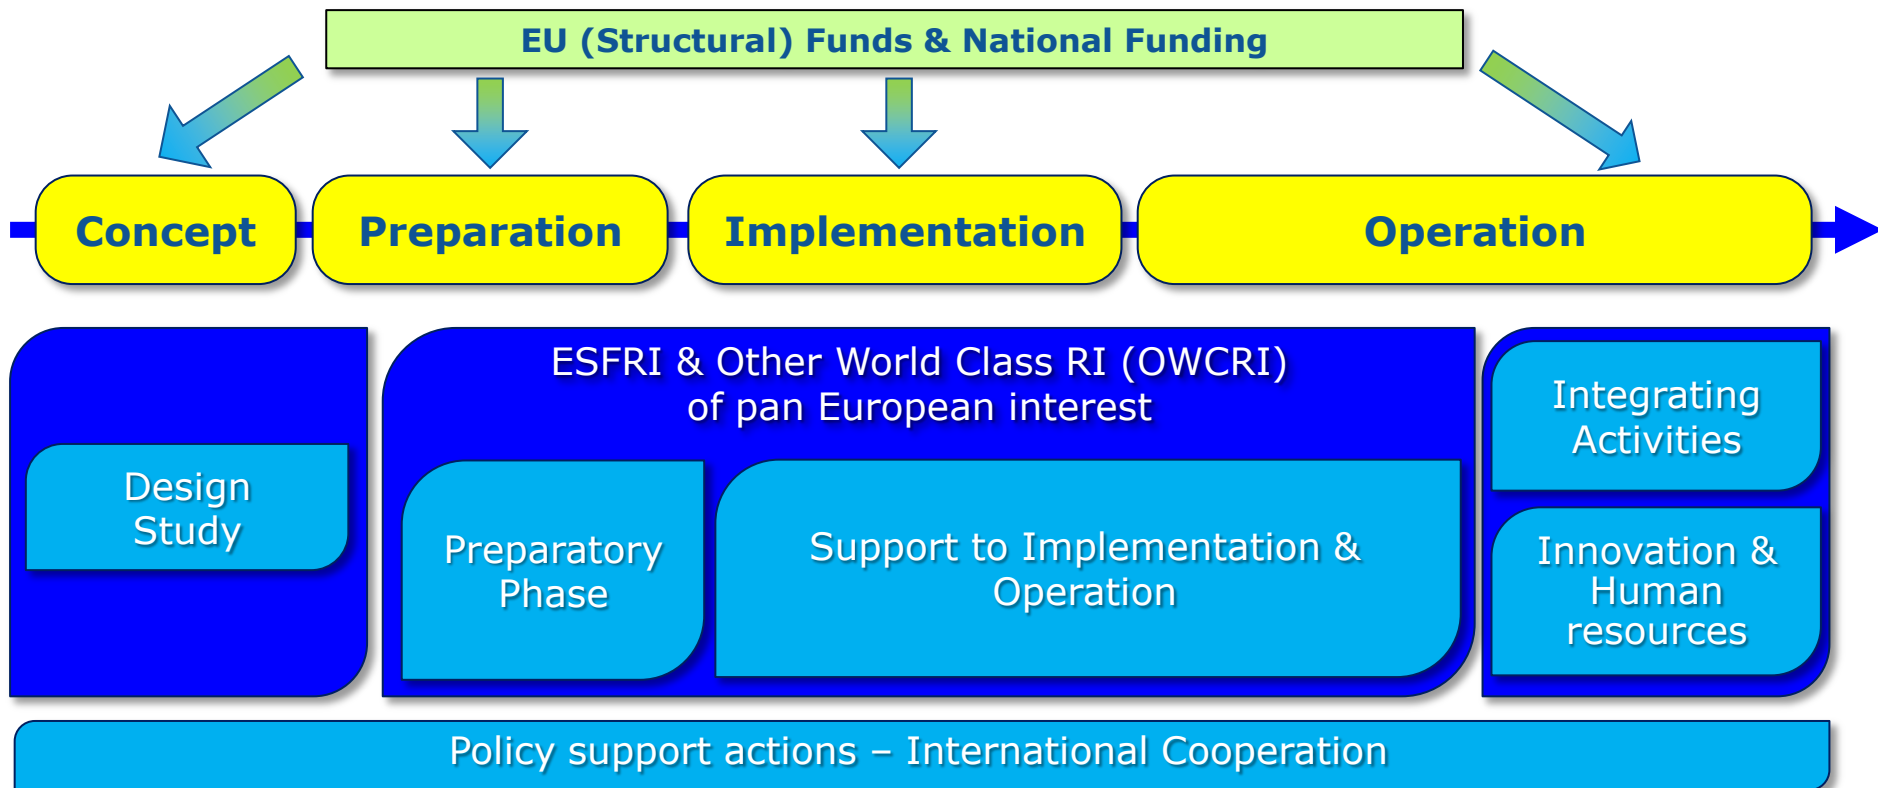 EU (Structural) Funds & National Funding
Concept
Preparation
Implementation
Operation
ESFRI & Other World Class RI (OWCRI)
of pan European interest
Design
Study
Preparatory
Phase
Support to Implementation &
Operation
Integrating
Activities
Innovation &
Human
resources
Policy support actions – International Cooperation